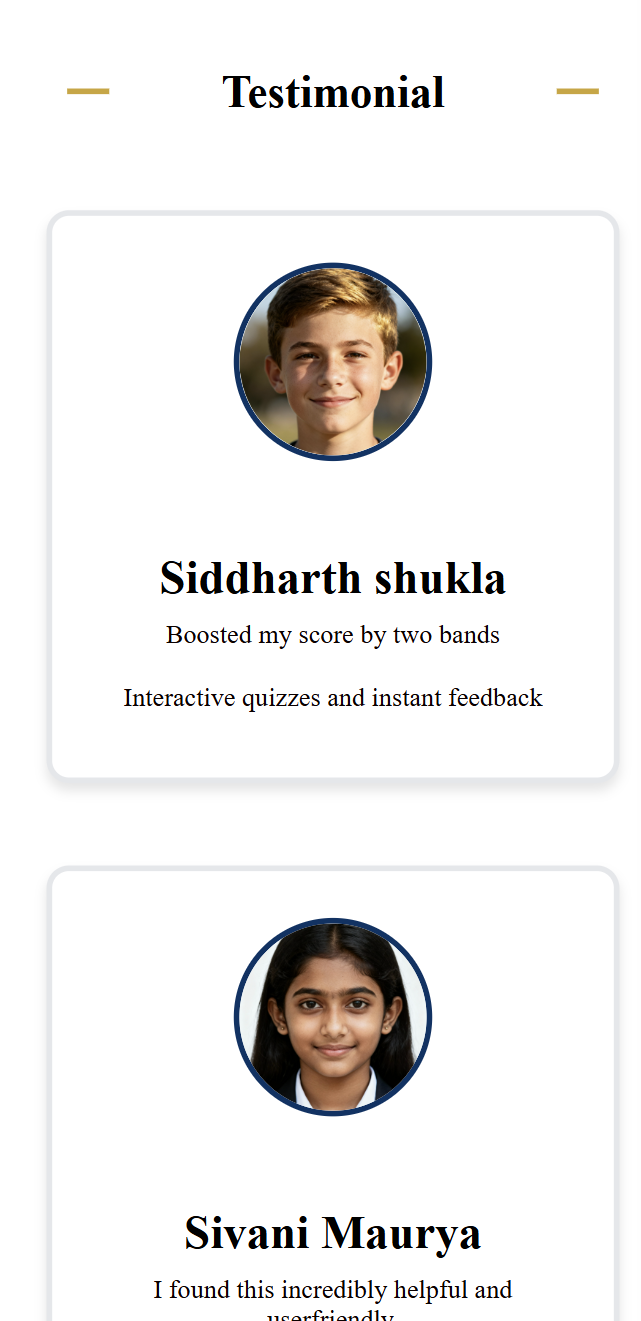 Testimonial
Siddharth shukla
Boosted my score by two bands
Interactive quizzes and instant feedback
Sivani Maurya
I found this incredibly helpful and
userfriendly